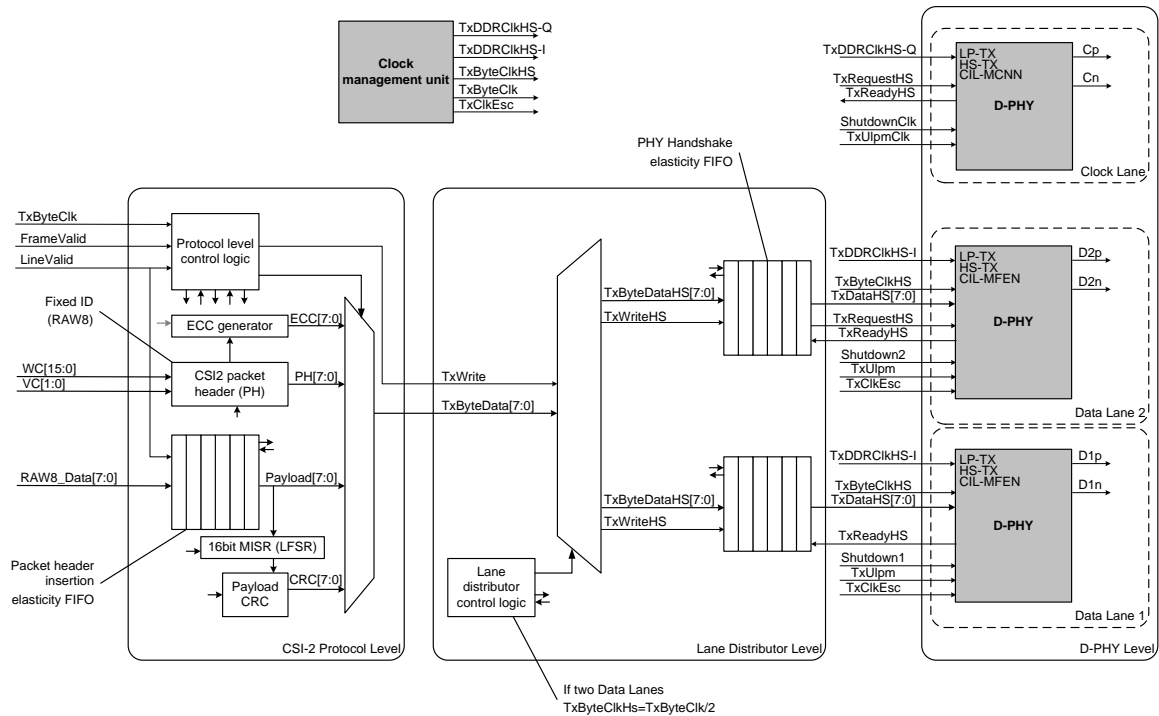 Clock
management unit
TxDDRClkHS-Q
TxDDRClkHS-I
TxByteClkHS
TxByteClk
TxClkEsc
TxDDRClkHS-Q
TxRequestHS
TxReadyHS
ShutdownClk
TxUlpmClk
LP-TX
HS-TX
CIL-MCNN
D-PHY
Cp
Cn
Clock Lane
PHY Handshake
elasticity FIFO
TxByteClk
FrameValid
LineValid
Protocol level
control logic
Fixed ID
(RAW8)
ECC generator
ECC[7:0]
WC[15:0]
VC[1:0]
CSI2 packet
header (PH)
PH[7:0]
RAW8_Data[7:0]
Payload[7:0]
16bit MISR (LFSR)
Payload
CRC
CRC[7:0]
Packet header
insertion
elasticity FIFO
CSI-2 Protocol Level
TxWrite
TxByteData[7:0]
TxByteDataHS[7:0]
TxWriteHS
TxByteDataHS[7:0]
TxWriteHS
Lane
distributor
control logic
Lane Distributor Level
If two Data Lanes
TxByteClkHs=TxByteClk/2
TxDDRClkHS-I
TxByteClkHS
TxDataHS[7:0]
TxRequestHS
TxReadyHS
Shutdown2
TxUlpm
TxClkEsc
LP-TX
HS-TX
CIL-MFEN
D-PHY
D2p
D2n
Data Lane 2
TxDDRClkHS-I
TxByteClkHS
TxDataHS[7:0]
TxReadyHS
Shutdown1
TxUlpm
TxClkEsc
LP-TX
HS-TX
CIL-MFEN
D-PHY
D1p
D1n
Data Lane 1
D-PHY Level